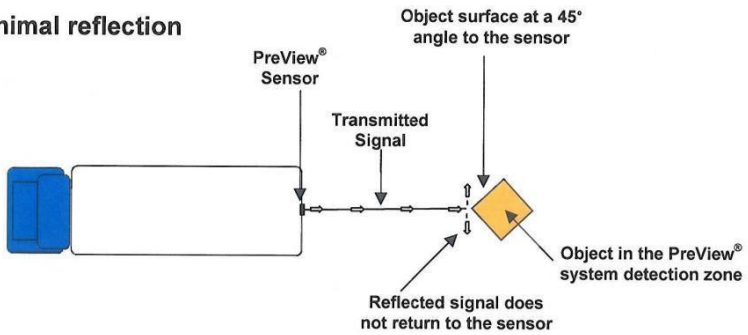 nimal reflection
Object surface at a 45°
angle to the sensor
PreView®
Sensor
Transmitted
Signal
Object in the PreView®
system detection zone
Reflected signal does
not return to the sensor